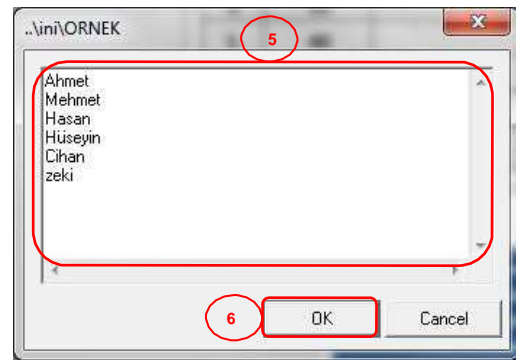 ..\ini\ORNEK
5
Ahmet
Mehmet
Hasan
Hüseyin
Cihan
zeki
6
OK
Cancel